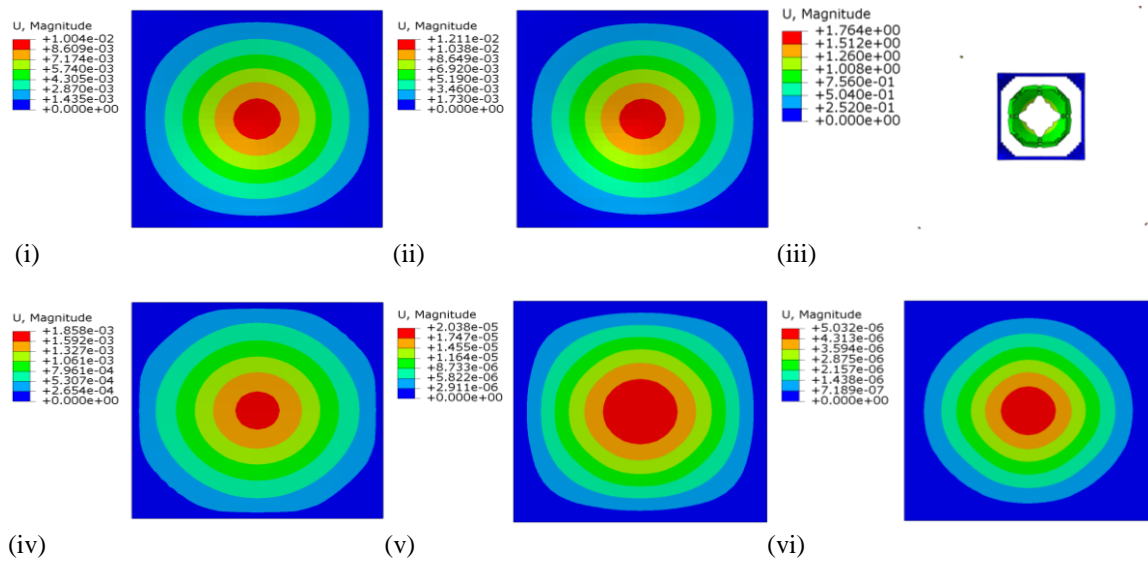 U, Magnitude
+1.004e-02
+8.609e-03
+7.174e-03
+5.740e-03
+4.305e-03
+2.870e-03
+1.435e-03
+0.000e+00
(i)
U, Magnitude
+1.211e-02
+1.038e-02
+8.649e-03
+6.920e-03
+5.190e-03
+3.460e-03
+1.730e-03
+0.000e+00
(ii)
U, Magnitude
+1.764e+00
+1.512e+00
+1.260e+00
+1.008e+00
+7.560e-01
+5.040e-01
+2.520e-01
+0.000e+00
(iii)
U, Magnitude
+1.858e-03
+1.592e-03
+1.327e-03
+1.061e-03
+7.961e-04
+5.307e-04
+2.654e-04
+0.000e+00
(iv)
U, Magnitude
+2.038e-05
+1.747e-05
+1.455e-05
+1.164e-05
+8.733e-06
+5.822e-06
+2.911e-06
+0.000e+00
(v)
U, Magnitude
+5.032e-06
+4.313e-06
+3.594e-06
+2.875e-06
+2.157e-06
+1.438e-06
+7.189e-07
+0.000e+00
(vi)